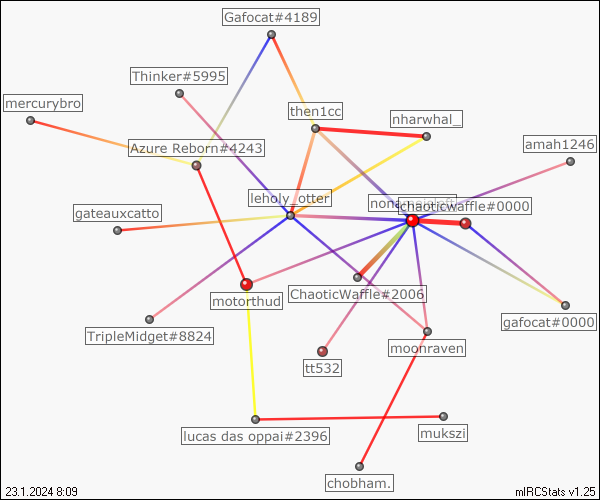 Gafocat#4189
Thinker#5995
mercurybro
then1cc
nharwhal_
Azure Reborn#4243
amah1246
leholy_otter
chaoticwaffle#0000
gateauxcatto
ChaoticWaffle#2006
motorthud
gafocat#0000
TripleMidget#8824
moonraven
tt532
lucas das oppai#2396
mukszi
chobham.
23.1.2024 8:09
mIRCStats v1.25